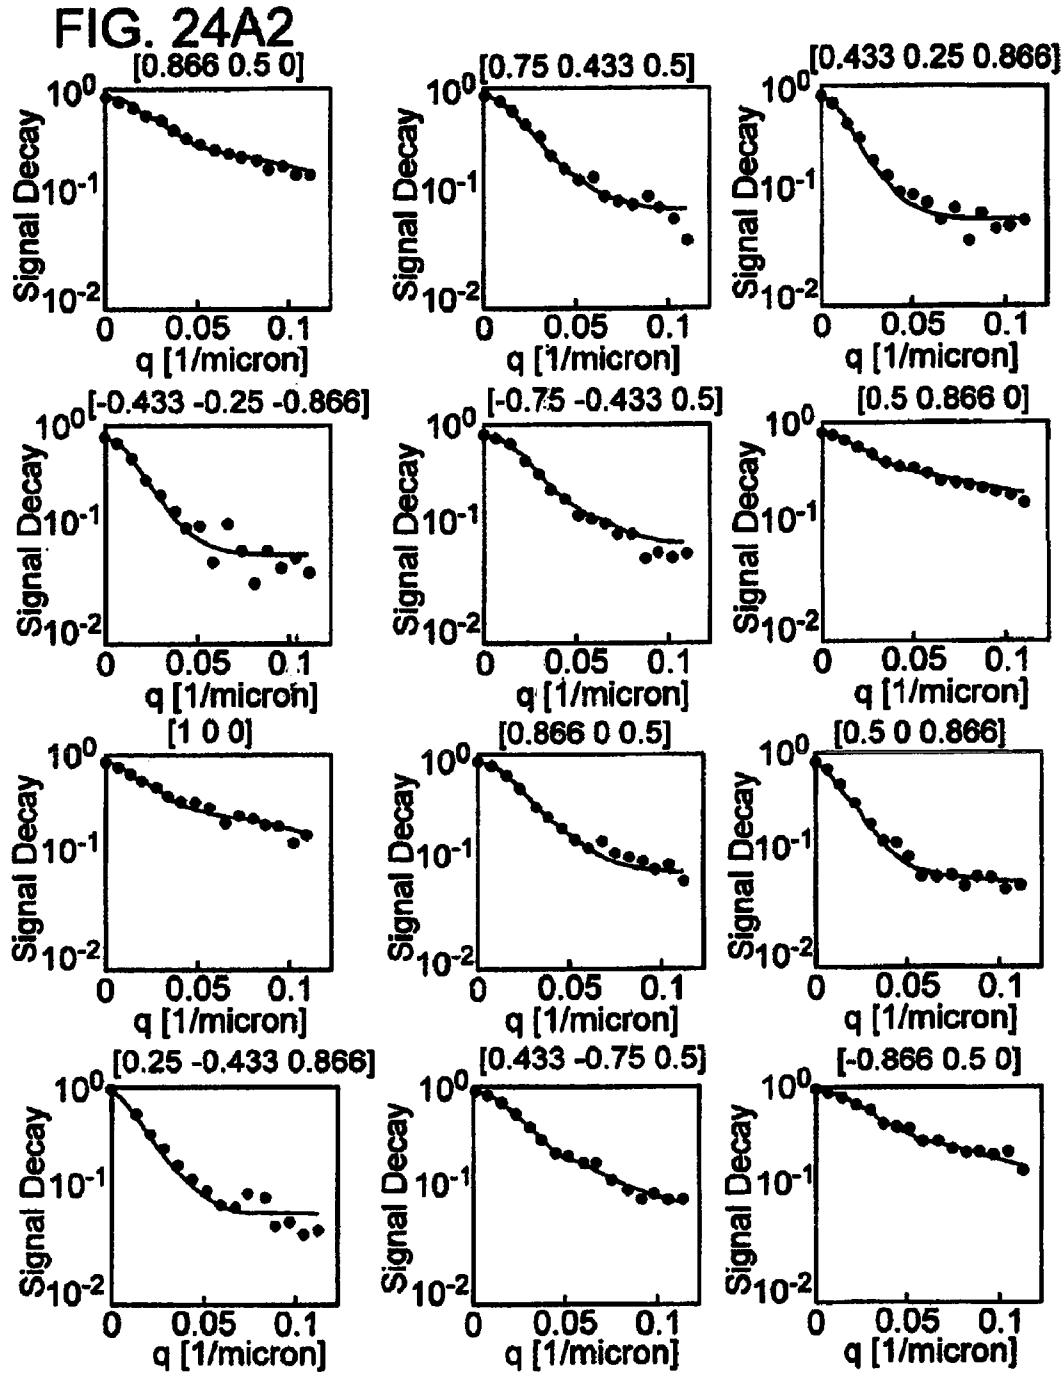 FIG. 24A2
[0.866 0.5 0]
[0.75 0.433 0.5]
[0.433 0.25 0.866]
Signal Decay
10^0
10^-1
10^-2
0 0.05 0.1
q [1/micron]
Signal Decay
10^0
10^-1
10^-2
0 0.05 0.1
q [1/micron]
Signal Decay
10^0
10^-1
10^-2
0 0.05 0.1
q [1/micron]
[-0.433 -0.25 -0.866]
[-0.75 -0.433 0.5]
[0.5 0.866 0]
Signal Decay
10^0
10^-1
10^-2
0 0.05 0.1
q [1/micron]
Signal Decay
10^0
10^-1
10^-2
0 0.05 0.1
q [1/micron]
Signal Decay
10^0
10^-1
10^-2
0 0.05 0.1
q [1/micron]
[1 0 0]
[0.866 0 0.5]
[0.5 0 0.866]
Signal Decay
10^0
10^-1
10^-2
0 0.05 0.1
q [1/micron]
Signal Decay
10^0
10^-1
10^-2
0 0.05 0.1
q [1/micron]
Signal Decay
10^0
10^-1
10^-2
0 0.05 0.1
q [1/micron]
[0.25 -0.433 0.866]
[0.433 -0.75 0.5]
[-0.866 0.5 0]
Signal Decay
10^0
10^-1
10^-2
0 0.05 0.1
q [1/micron]
Signal Decay
10^0
10^-1
10^-2
0 0.05 0.1
q [1/micron]
Signal Decay
10^0
10^-1
10^-2
0 0.05 0.1
q [1/micron]